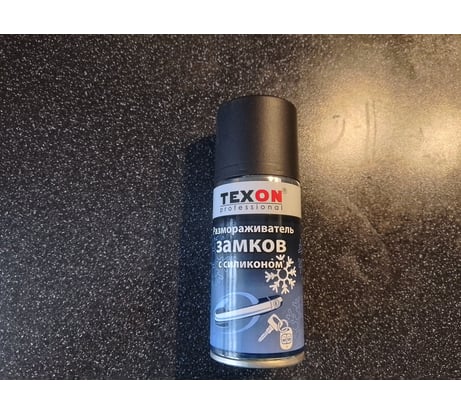 TEXON®
professional
Размораживатель
замков
с силиконом